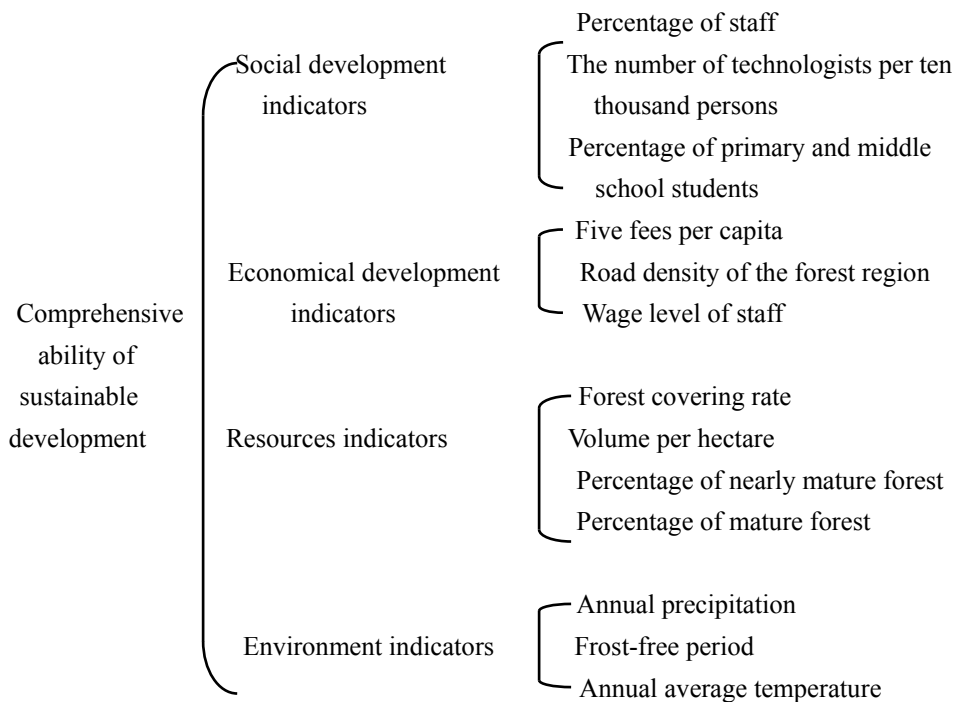 Comprehensive
ability of
sustainable
development
Social development
indicators
Percentage of staff
The number of technologists per ten
thousand persons
Percentage of primary and middle
school students
Economical development
indicators
Five fees per capita
Road density of the forest region
Wage level of staff
Resources indicators
Forest covering rate
Volume per hectare
Percentage of nearly mature forest
Percentage of mature forest
Environment indicators
Annual precipitation
Frost-free period
Annual average temperature